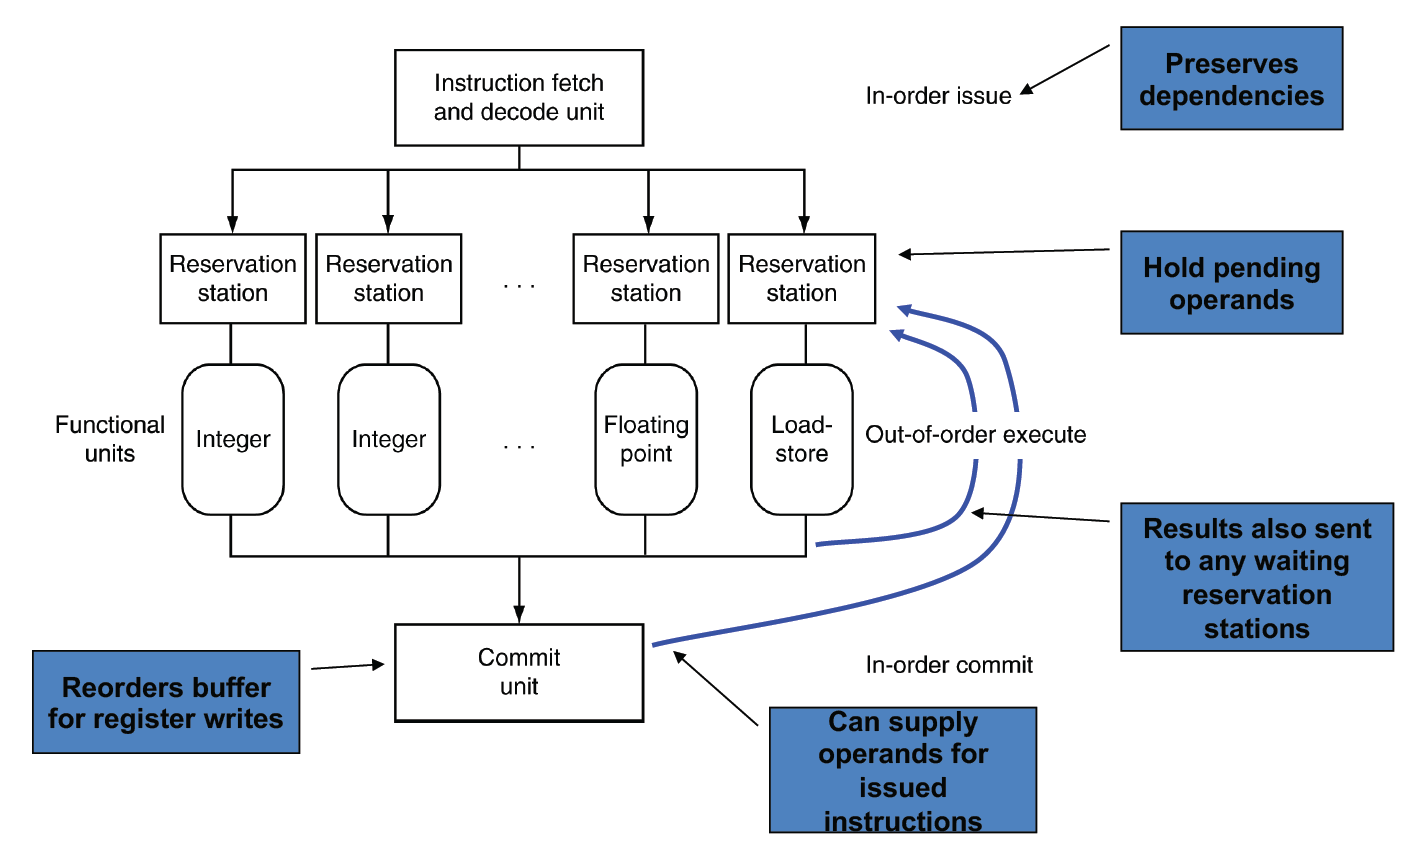 Instruction fetch
and decode unit
In-order issue
Preserves
dependencies
Reservation
station
Reservation
station
. . .
Reservation
station
Reservation
station
Hold pending
operands
Functional
units
Integer
Integer
. . .
Floating
point
Load-
store
Out-of-order execute
Results also sent
to any waiting
reservation
stations
Commit
unit
In-order commit
Reorders buffer
for register writes
Can supply
operands for
issued
instructions